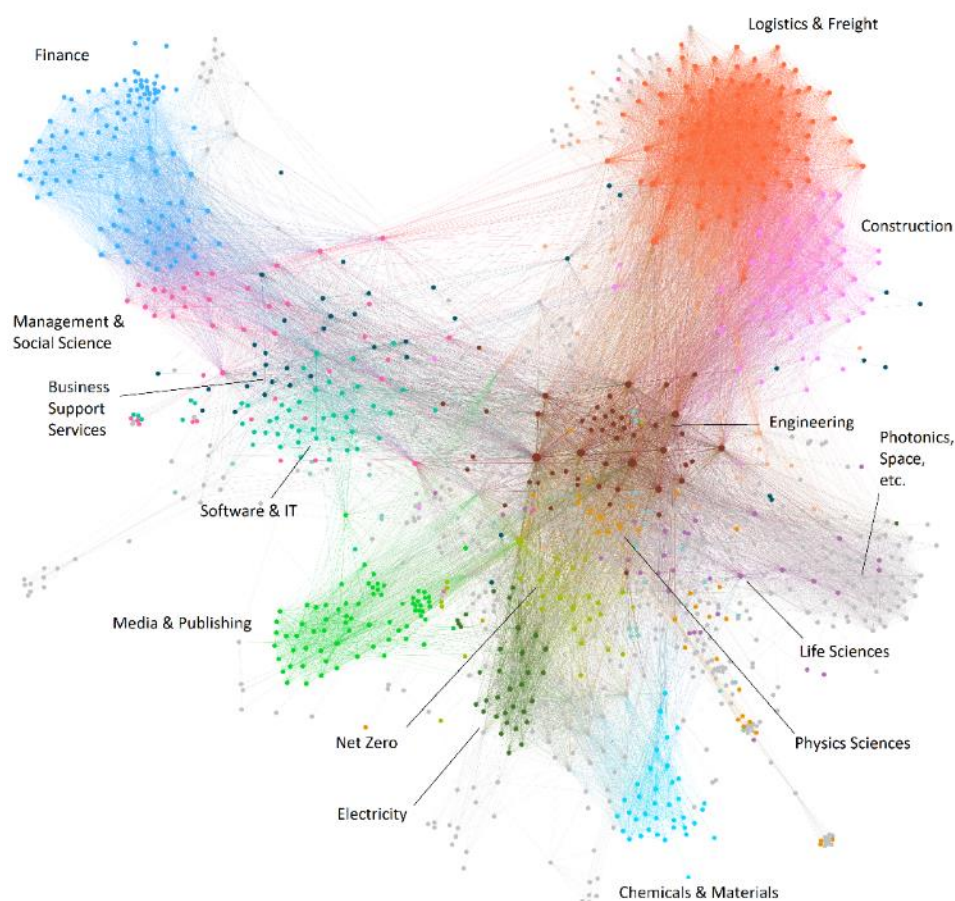 Logistics & Freight
Finance
Construction
Management &
Social Science
Business
Support
Services
Engineering
Photonics,
Space,
etc.
Software & IT
Media & Publishing
Life Sciences
Net Zero
Physics Sciences
Electricity
Chemicals & Materials